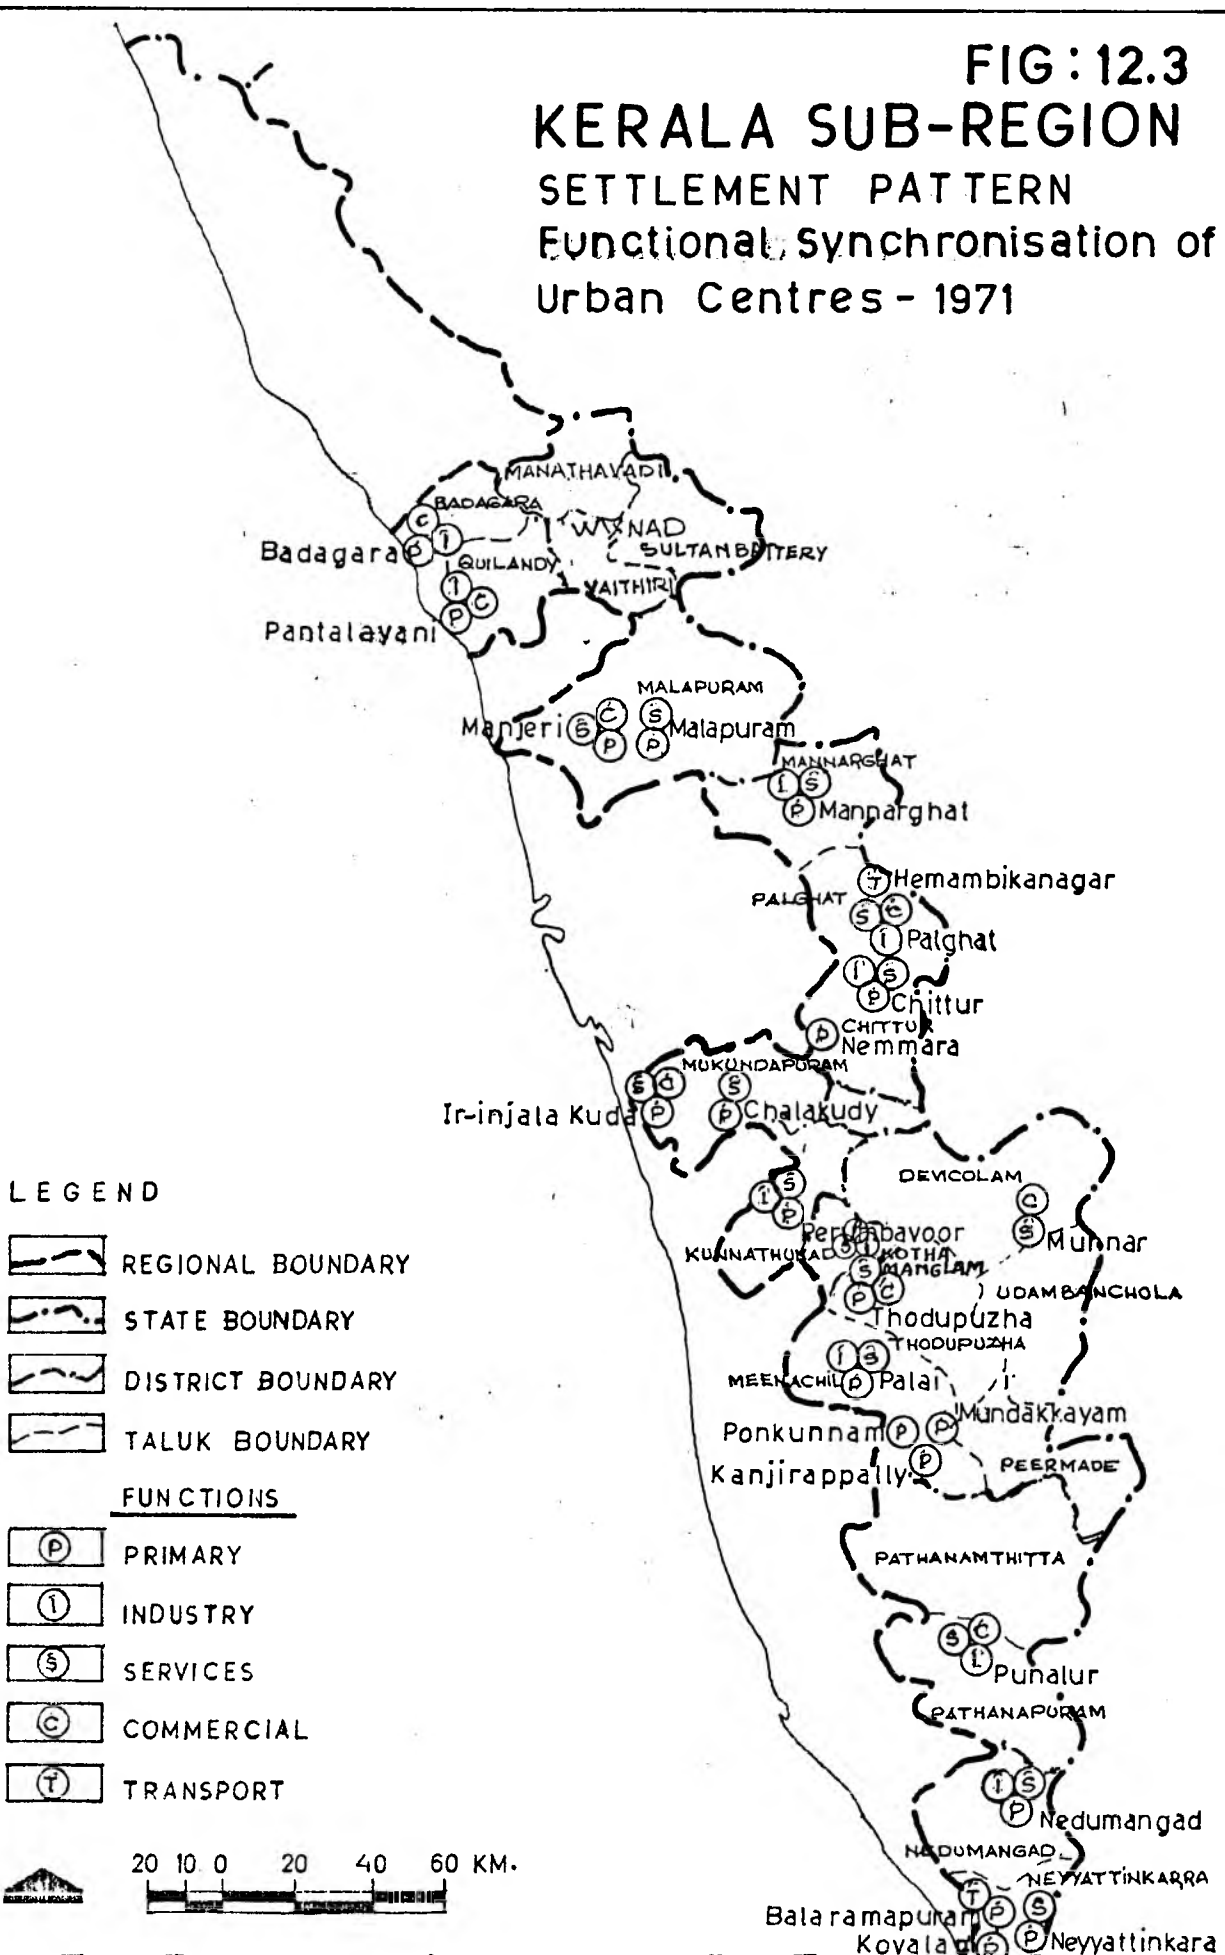 FIG : 12.3
KERALA SUB-REGION
SETTLEMENT PATTERN
Functional Synchronisation of
Urban Centres - 1971
MANATHAVADI
BADAGARA
C
WYNAD
Badagara P I
SULTAN BATTERY
QUILANDY
I
VAITHIRI
C
P
Pantalayani
MALAPURAM
C S
Manjeri S Malapuram
P P
MANNARGHAT
I S
P Mannarghat
T Hemambikanagar
PALGHAT
S C
I Palghat
I S
P Chittur
CHITTUR
P Nemmara
MUKUNDAPURAM
S C S
Ir-injala Kuda P P Chalakudy
DEVICOLAM
S
I C
P
Perumbavoor
S Munnar
KUNNATHUNAD S I KOTHA
S MANGLAM
UDAMBANCHOLA
P C
Thodupuzha
THODUPUZHA
I S
MEENACHIL P Palai
Mundakkayam
Ponkunnam P P
Kanjirappally P
PEERMADE
PATHANAMTHITTA
S C
I
Punalur
PATHANAPURAM
I S
P Nedumangad
NEDUMANGAD
NEYYATTINKARRA
T
Balaramapuram P S
Kovalam P P Neyyattinkara
LEGEND
REGIONAL BOUNDARY
STATE BOUNDARY
DISTRICT BOUNDARY
TALUK BOUNDARY
FUNCTIONS
P PRIMARY
I INDUSTRY
S SERVICES
C COMMERCIAL
T TRANSPORT
20 10 0 20 40 60 KM.